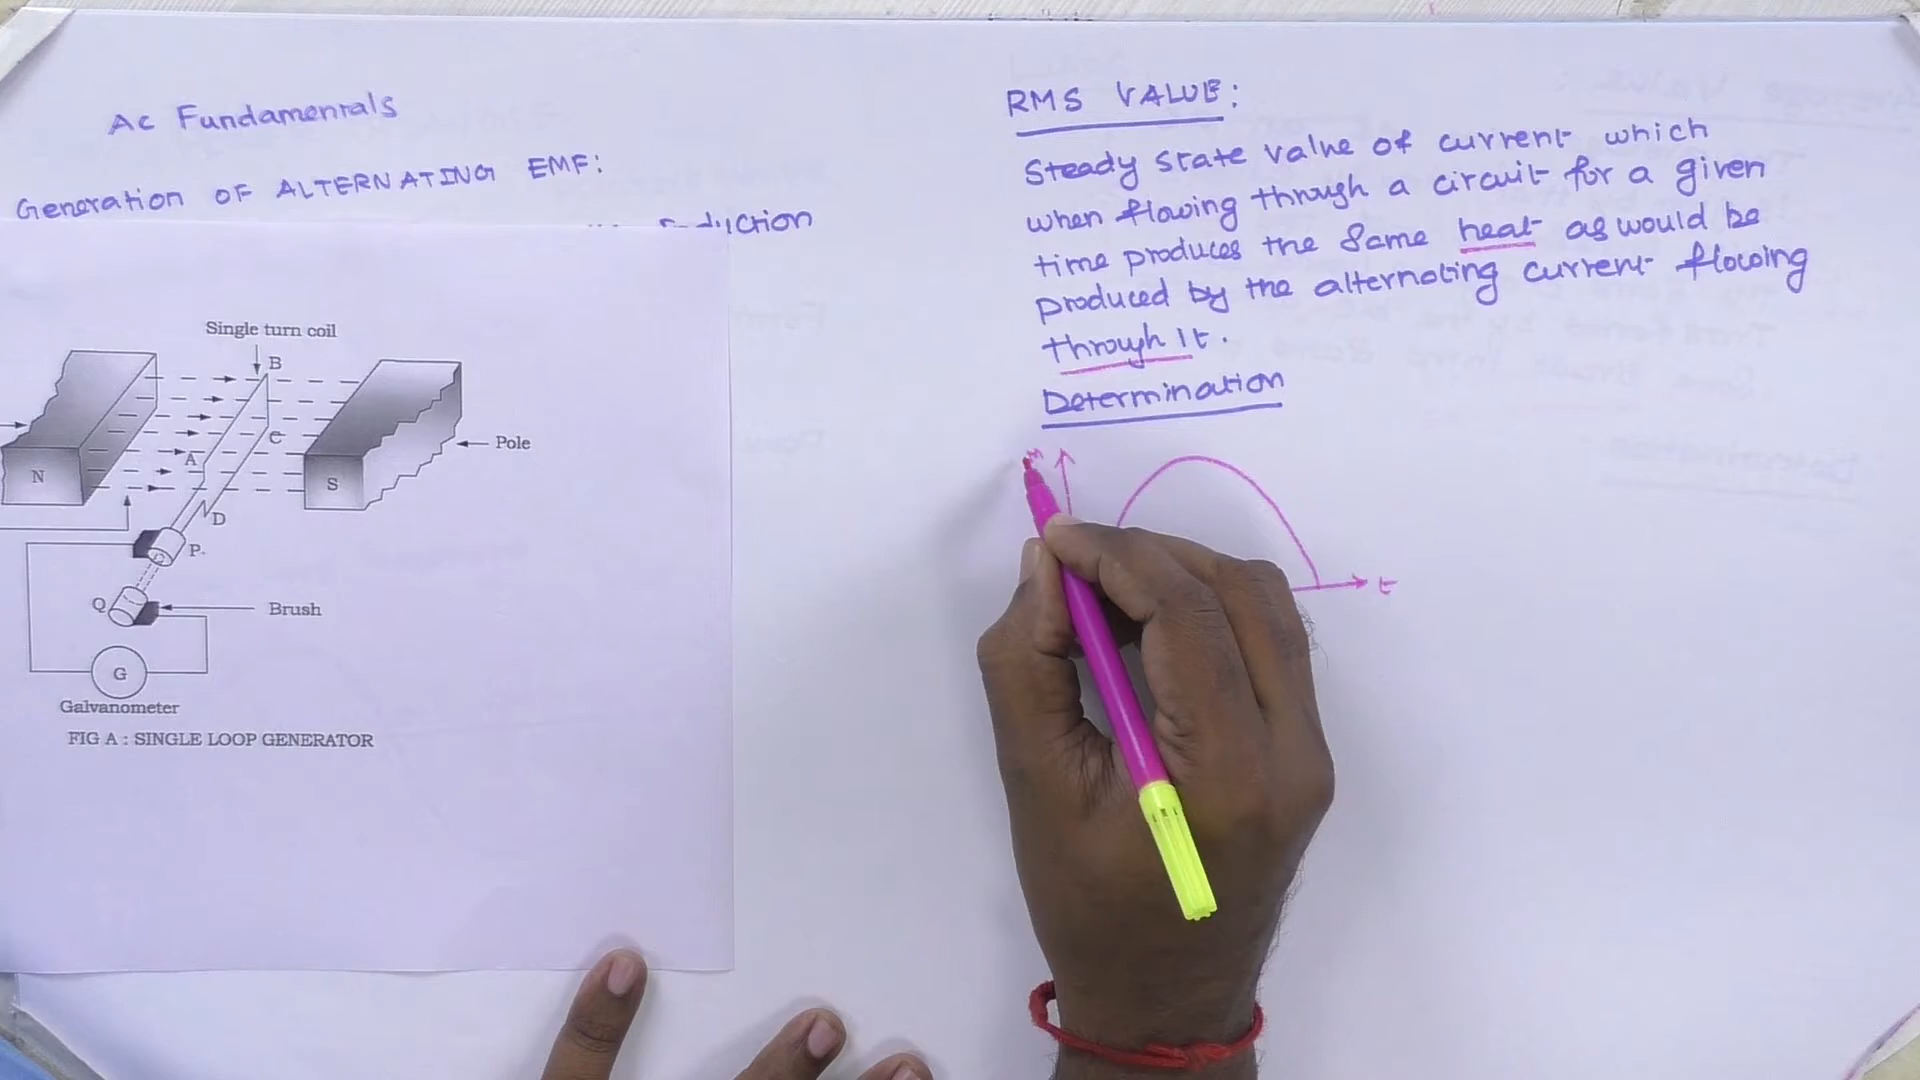 Ac Fundamentals
Generation OF ALTERNATING EMF:
duction
Single turn coil
B
C
A
Pole
N
S
D
P
Q
Brush
G
Galvanometer
FIG A : SINGLE LOOP GENERATOR
RMS VALUE:
Steady state value of current which
when flowing through a circuit for a given
time produces the same heat as would be
produced by the alternating current flowing
through it.
Determination
t